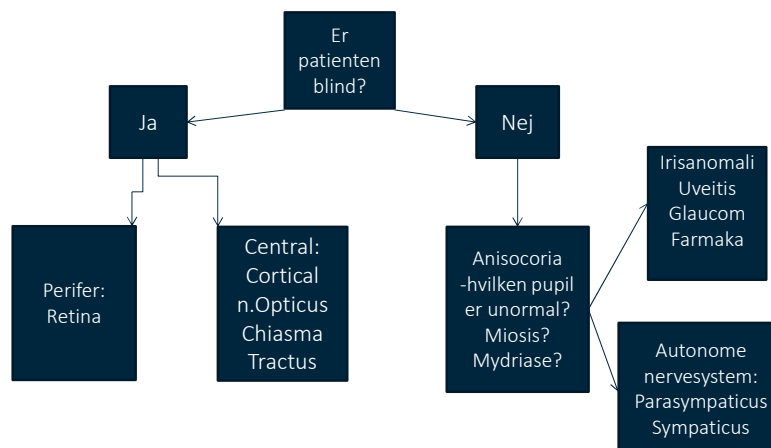 Er
patienten
blind?
Ja
Nej
Perifer:
Retina
Central:
Cortical
n.Opticus
Chiasma
Tractus
Anisocoria
-hvilken pupil
er unormal?
Miosis?
Mydriase?
Irisanomali
Uveitis
Glaucom
Farmaka
Autonome
nervesystem:
Parasympaticus
Sympaticus